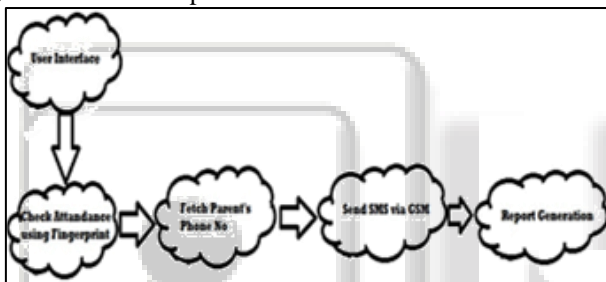 User Interface
Check Attandance
using Fingerprint
Fetch Parent's
Phone No
Send SMS via GSM
Report Generation